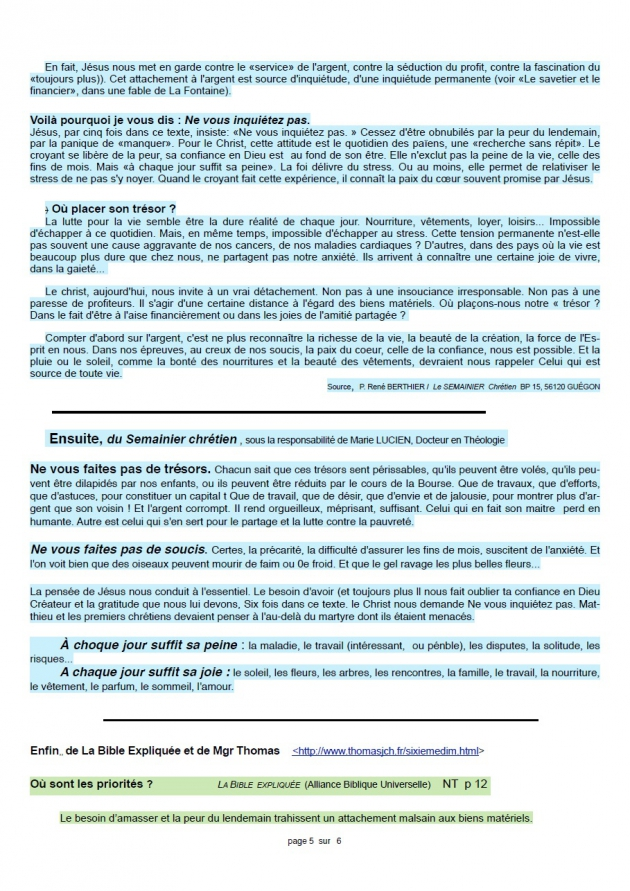 En fait, Jésus nous met en garde contre le «service» de l'argent, contre la séduction du profit, contre la fascination du
«toujours plus)). Cet attachement à l'argent est source d'inquiétude, d'une inquiétude permanente (voir «Le savetier et le
financier», dans une fable de La Fontaine).
Voilà pourquoi je vous dis : Ne vous inquiétez pas.
Jésus, par cinq fois dans ce texte, insiste: «Ne vous inquiétez pas. » Cessez d'être obnubilés par la peur du lendemain,
par la panique de «manquer». Pour le Christ, cette attitude est le quotidien des païens, une «recherche sans répit». Le
croyant se libère de la peur, sa confiance en Dieu est au fond de son être. Elle n'exclut pas la peine de la vie, celle des
fins de mois. Mais «à chaque jour suffit sa peine». La foi délivre du stress. Ou au moins, elle permet de relativiser le
stress de ne pas s'y noyer. Quand le croyant fait cette expérience, il connaît la paix du cœur souvent promise par Jésus.
; Où placer son trésor ?
La lutte pour la vie semble être la dure réalité de chaque jour. Nourriture, vêtements, loyer, loisirs... Impossible
d'échapper à ce quotidien. Mais, en même temps, impossible d'échapper au stress. Cette tension permanente n'est-elle
pas souvent une cause aggravante de nos cancers, de nos maladies cardiaques ? D'autres, dans des pays où la vie est
beaucoup plus dure que chez nous, ne partagent pas notre anxiété. Ils arrivent à connaître une certaine joie de vivre,
dans la gaieté...
Le christ, aujourd'hui, nous invite à un vrai détachement. Non pas à une insouciance irresponsable. Non pas à une
paresse de profiteurs. Il s'agit d'une certaine distance à l'égard des biens matériels. Où plaçons-nous notre « trésor ?
Dans le fait d'être à l'aise financièrement ou dans les joies de l'amitié partagée ?
Compter d'abord sur l'argent, c'est ne plus reconnaître la richesse de la vie, la beauté de la création, la force de l'Es-
prit en nous. Dans nos épreuves, au creux de nos soucis, la paix du coeur, celle de la confiance, nous est possible. Et la
pluie ou le soleil, comme la bonté des nourritures et la beauté des vêtements, devraient nous rappeler Celui qui est
source de toute vie.
Source, P. René BERTHIER / Le SEMAINIER Chrétien BP 15, 56120 GUÉGON
Ensuite, du Semainier chrétien , sous la responsabilité de Marie LUCIEN, Docteur en Théologie
Ne vous faites pas de trésors. Chacun sait que ces trésors sont périssables, qu'ils peuvent être volés, qu'ils peu-
vent être dilapidés par nos enfants, ou ils peuvent être réduits par le cours de la Bourse. Que de travaux, que d'efforts,
que d'astuces, pour constituer un capital t Que de travail, que de désir, que d'envie et de jalousie, pour montrer plus d'ar-
gent que son voisin ! Et l'argent corrompt. Il rend orgueilleux, méprisant, suffisant. Celui qui en fait son maitre perd en
humante. Autre est celui qui s'en sert pour le partage et la lutte contre la pauvreté.
Ne vous faites pas de soucis. Certes, la précarité, la difficulté d'assurer les fins de mois, suscitent de l'anxiété. Et
l'on voit bien que des oiseaux peuvent mourir de faim ou 0e froid. Et que le gel ravage les plus belles fleurs...
La pensée de Jésus nous conduit à l'essentiel. Le besoin d'avoir (et toujours plus Il nous fait oublier ta confiance en Dieu
Créateur et la gratitude que nous lui devons, Six fois dans ce texte. le Christ nous demande Ne vous inquiétez pas. Mat-
thieu et les premiers chrétiens devaient penser à l'au-delà du martyre dont ils étaient menacés.
À choque jour suffit sa peine : la maladie, le travail (intéressant, ou pénble), les disputes, la solitude, les
risques...
A chaque jour suffit sa joie : le soleil, les fleurs, les arbres, les rencontres, la famille, le travail, la nourriture,
le vêtement, le parfum, le sommeil, l'amour.
Enfin,, de La Bible Expliquée et de Mgr Thomas <http://www.thomasjch.fr/sixiemedim.html>
Où sont les priorités ? LA BIBLE EXPLIQUÉE (Alliance Biblique Universelle) NT p 12
Le besoin d'amasser et la peur du lendemain trahissent un attachement malsain aux biens matériels.
page 5 sur 6